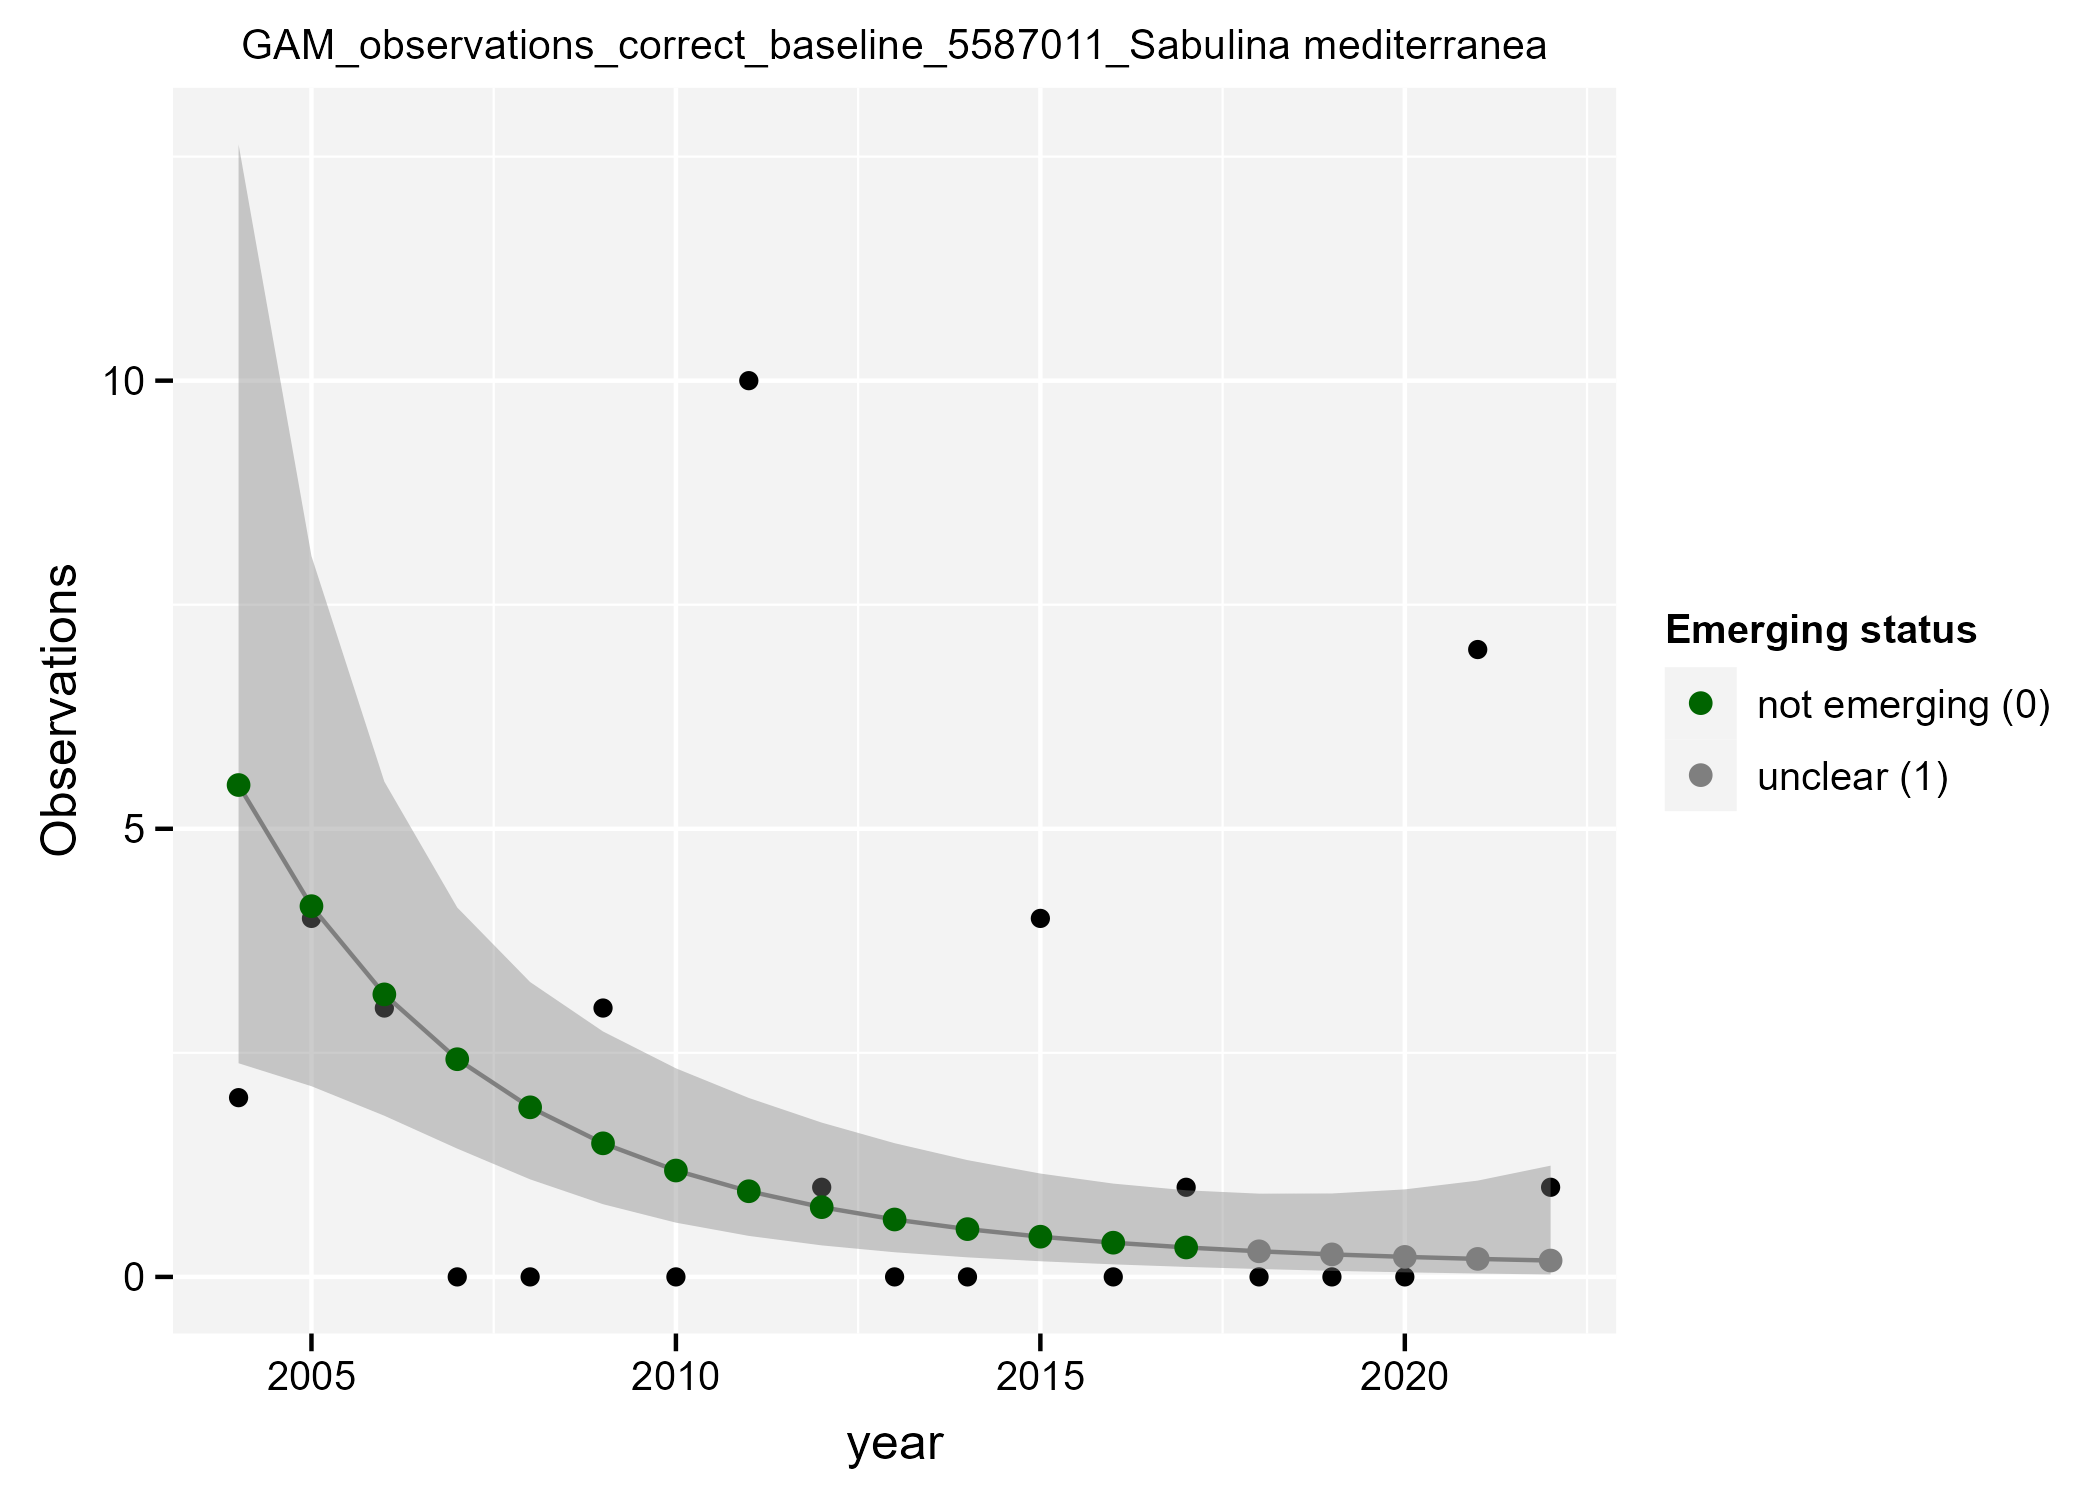 GAM_observations_correct_baseline_5587011_Sabulina mediterranea
Observations
10
5
0
2005
2010
2015
2020
year
Emerging status
not emerging (0)
unclear (1)